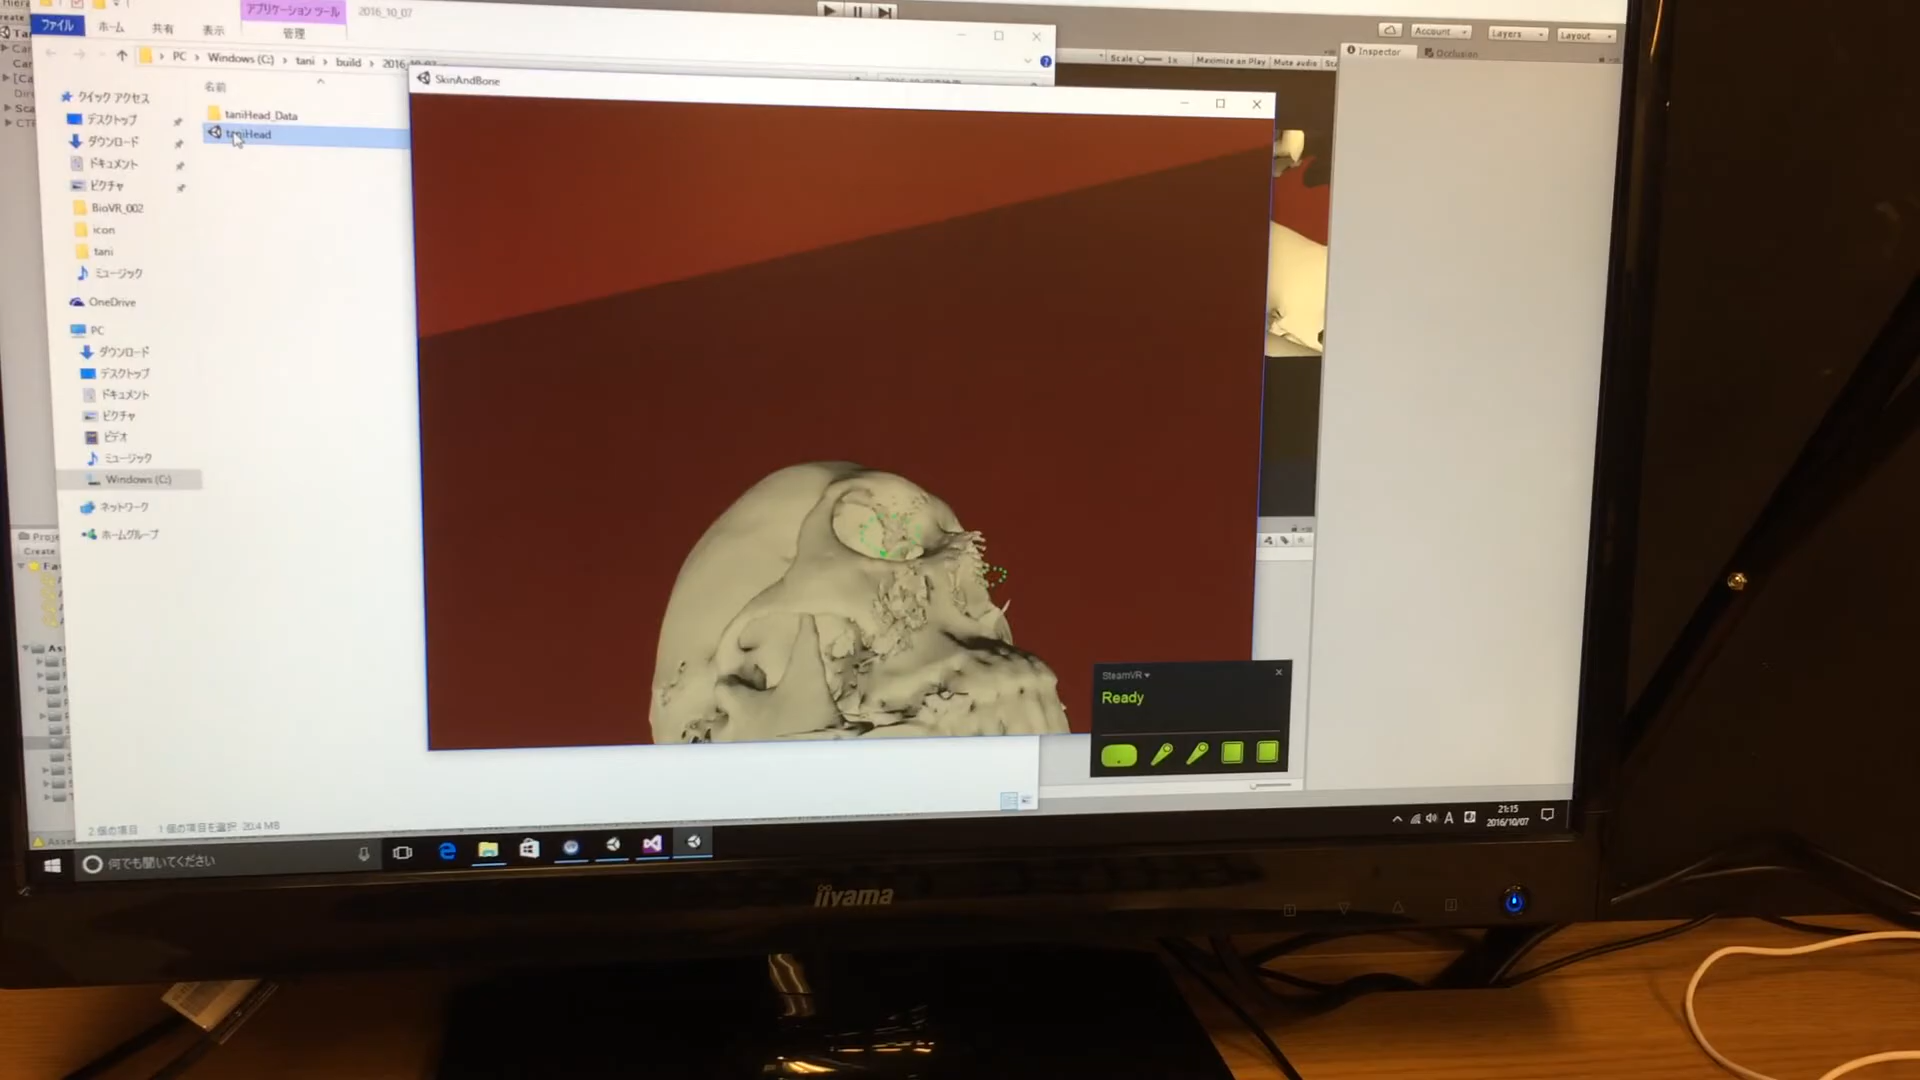 アプリケーション ツール
2016_10_07
ファイル
ホーム
共有
表示
管理
PC
Windows (C:)
tani
build
名前
taniHead_Data
taniHead
クイック アクセス
デスクトップ
ダウンロード
ドキュメント
ピクチャ
BioVR_002
icon
tani
ミュージック
OneDrive
PC
ダウンロード
デスクトップ
ドキュメント
ピクチャ
ビデオ
ミュージック
Windows (C:)
ネットワーク
ホームグループ
2 個の項目
1 個の項目を選択 20.4 MB
SkinAndBone
Account
Layers
Layout
Scale
1x
Maximize on Play
Mute audio
Inspector
Occlusion
Create
SteamVR
Ready
何でも聞いてください
A
21:15
2016/10/07
iiyama